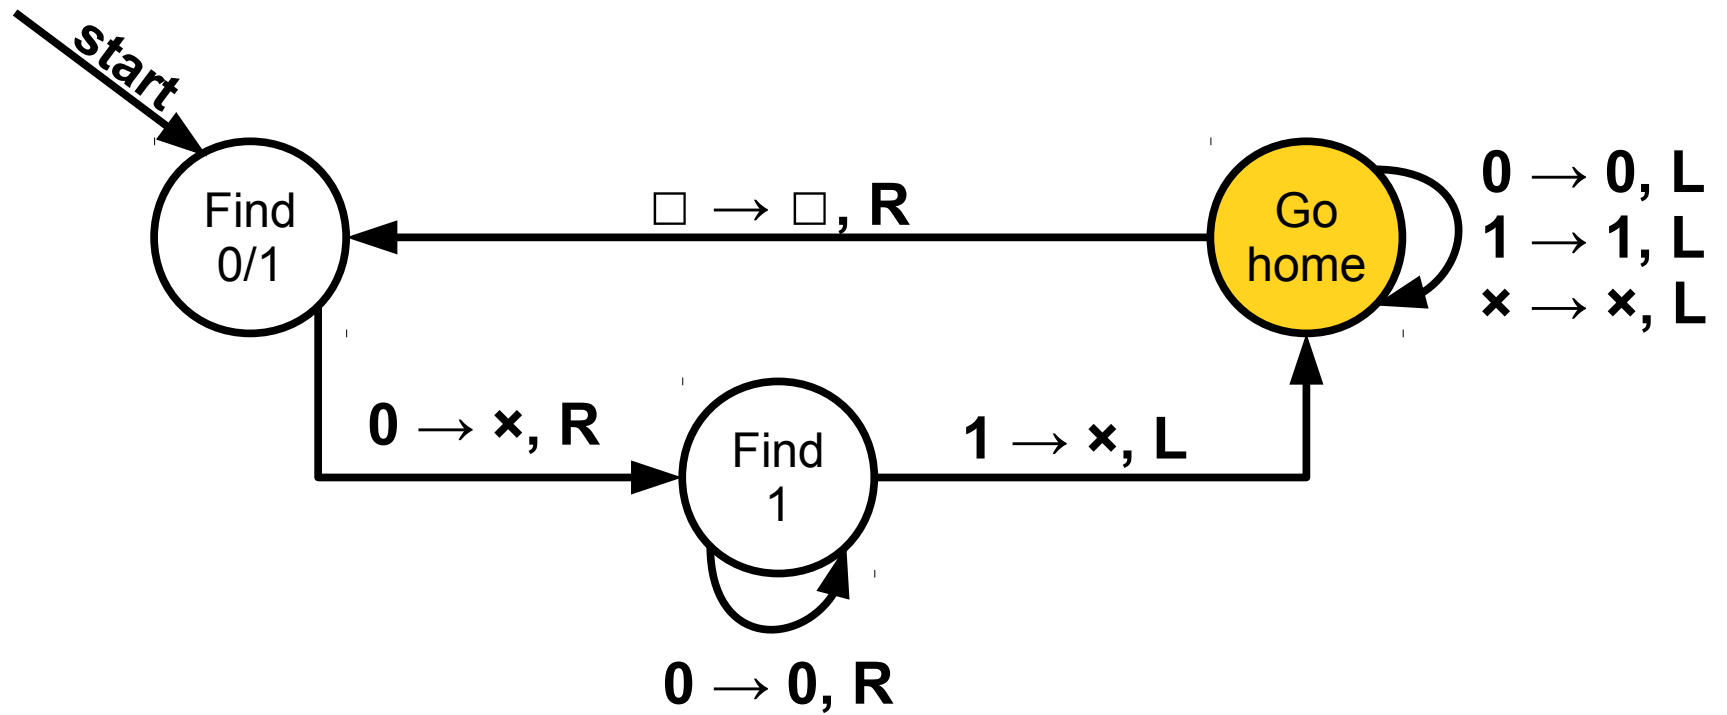 start
Find
0/1
□ → □, R
Go
home
0 → 0, L
1 → 1, L
× → ×, L
0 → ×, R
Find
1
1 → ×, L
0 → 0, R